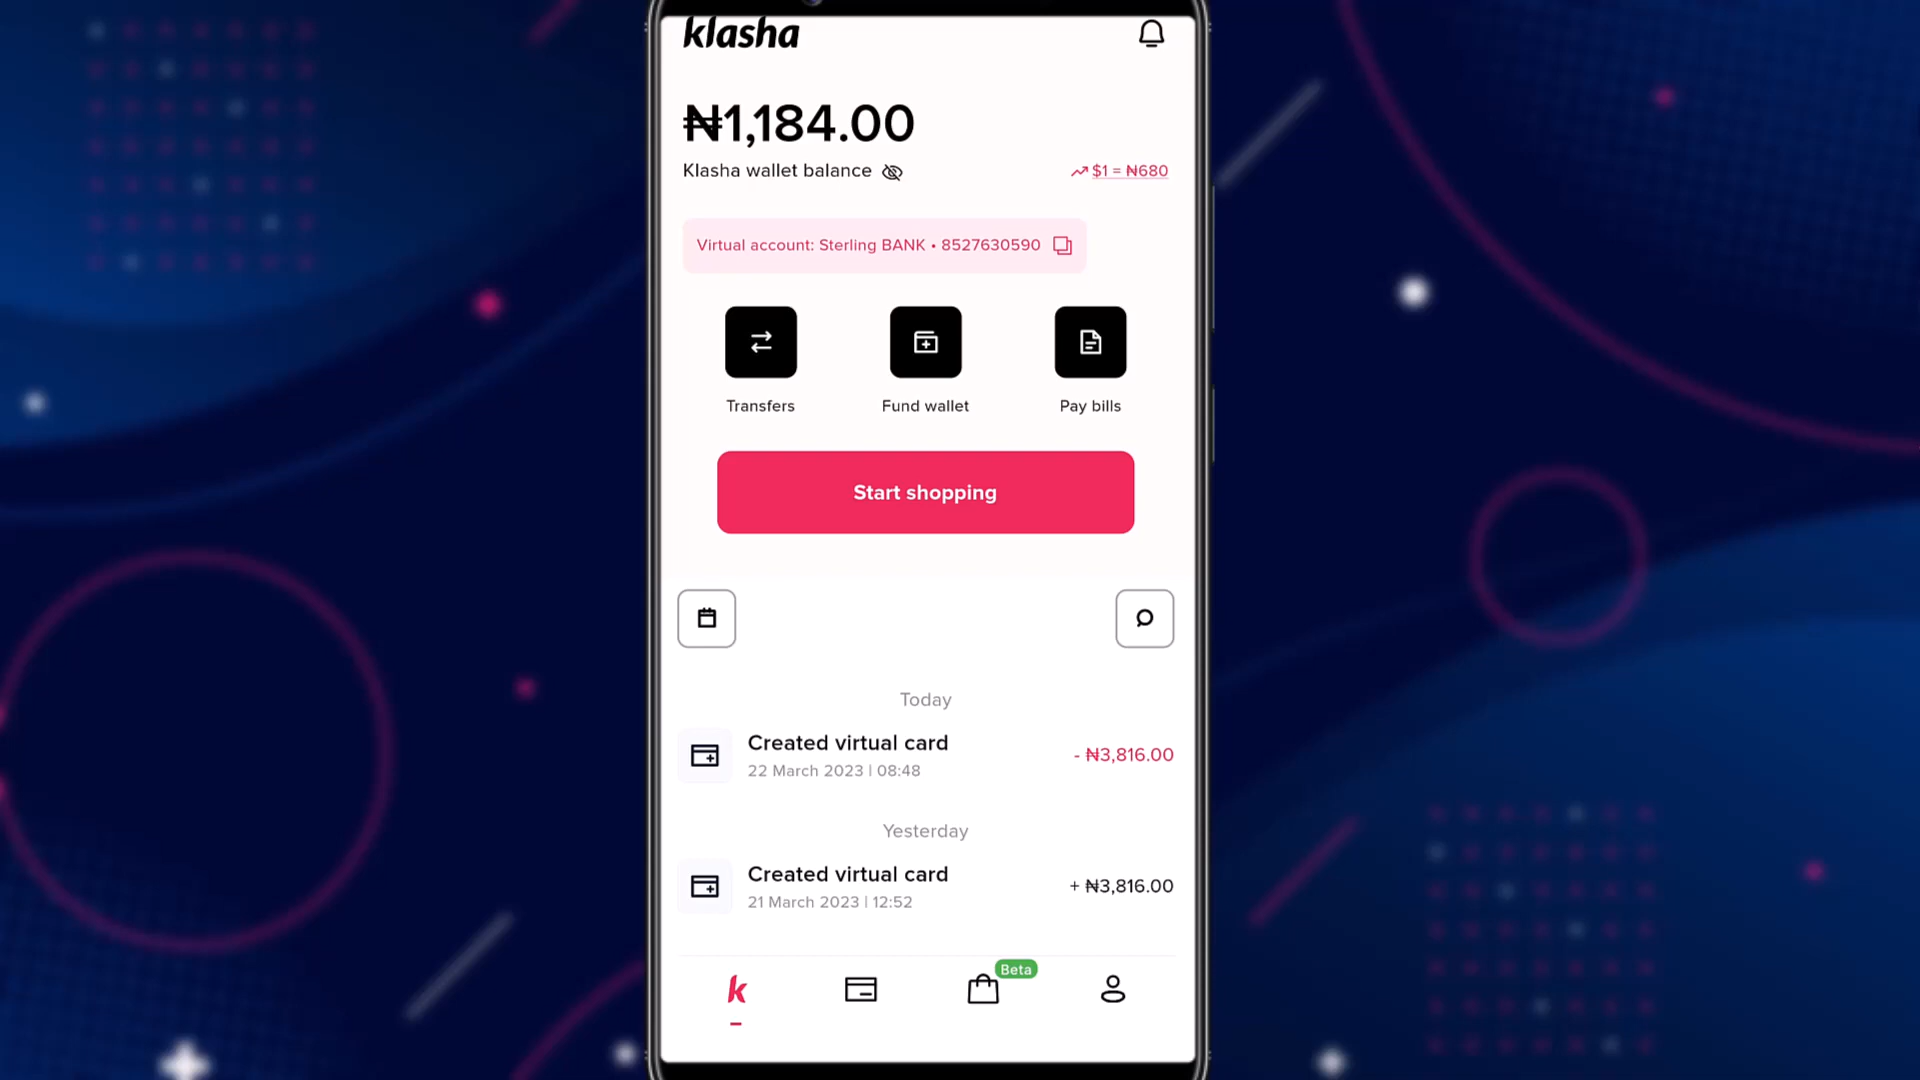 klasha
₦1,184.00
Klasha wallet balance
$1 = ₦680
Virtual account: Sterling BANK • 8527630590
Transfers
Fund wallet
Pay bills
Start shopping
Today
Created virtual card
- ₦3,816.00
22 March 2023 | 08:48
Yesterday
Created virtual card
+ ₦3,816.00
21 March 2023 | 12:52
k
Beta